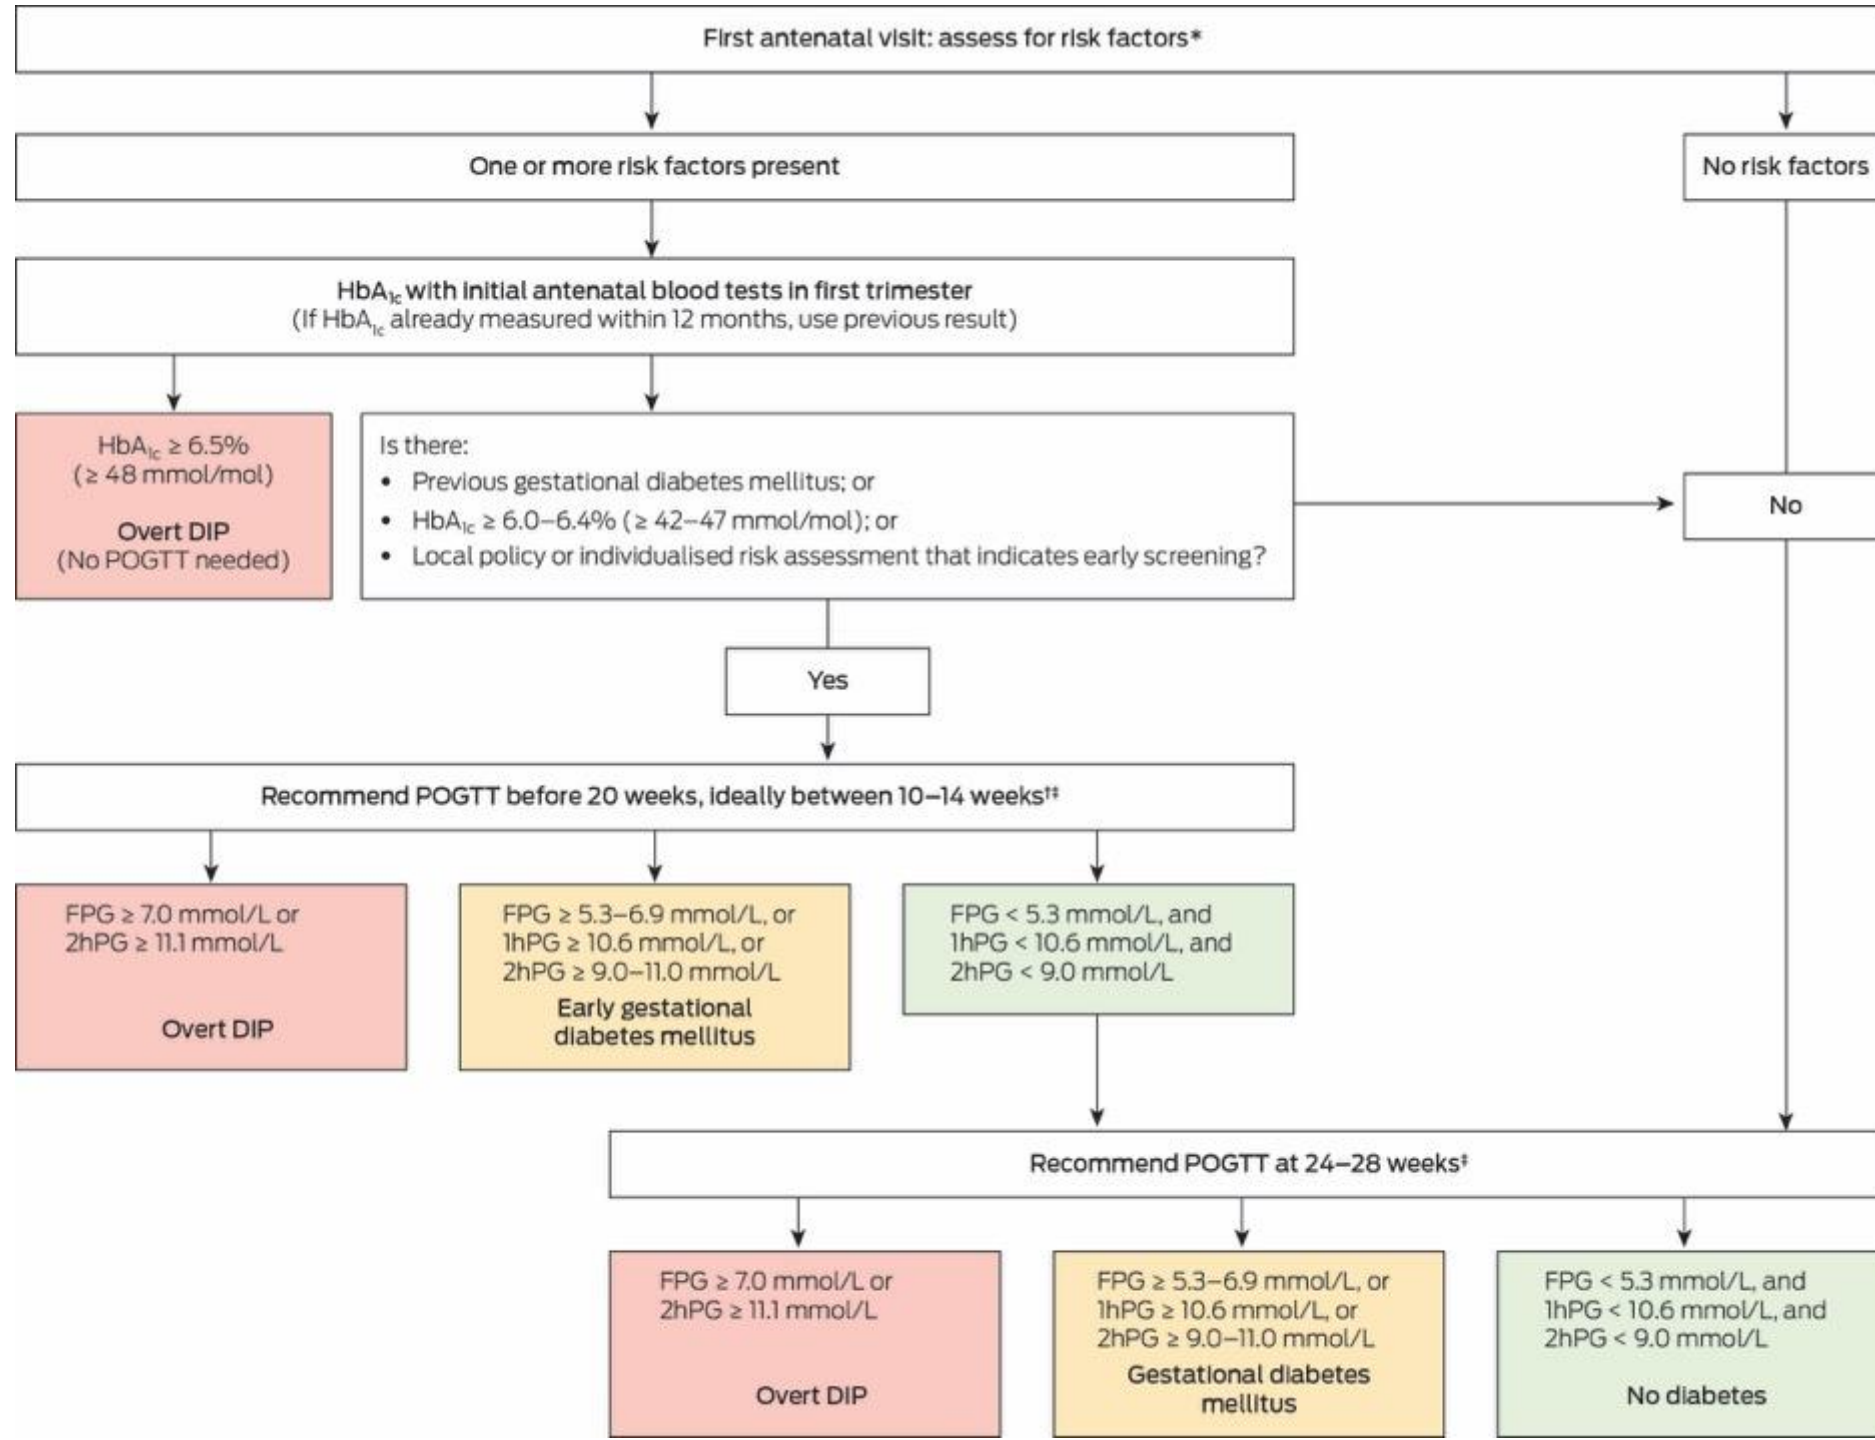 First antenatal visit: assess for risk factors*
One or more risk factors present
No risk factors
HbA1c with initial antenatal blood tests in first trimester
(If HbA1c already measured within 12 months, use previous result)
HbA1c ≥ 6.5%
(≥ 48 mmol/mol)
Overt DIP
(No POGTT needed)
Is there:
• Previous gestational diabetes mellitus; or
• HbA1c ≥ 6.0–6.4% (≥ 42–47 mmol/mol); or
• Local policy or individualised risk assessment that indicates early screening?
No
Yes
Recommend POGTT before 20 weeks, ideally between 10–14 weeks†‡
FPG ≥ 7.0 mmol/L or
2hPG ≥ 11.1 mmol/L
Overt DIP
FPG ≥ 5.3–6.9 mmol/L, or
1hPG ≥ 10.6 mmol/L, or
2hPG ≥ 9.0–11.0 mmol/L
Early gestational
diabetes mellitus
FPG < 5.3 mmol/L, and
1hPG < 10.6 mmol/L, and
2hPG < 9.0 mmol/L
Recommend POGTT at 24–28 weeks‡
FPG ≥ 7.0 mmol/L or
2hPG ≥ 11.1 mmol/L
Overt DIP
FPG ≥ 5.3–6.9 mmol/L, or
1hPG ≥ 10.6 mmol/L, or
2hPG ≥ 9.0–11.0 mmol/L
Gestational diabetes
mellitus
FPG < 5.3 mmol/L, and
1hPG < 10.6 mmol/L, and
2hPG < 9.0 mmol/L
No diabetes